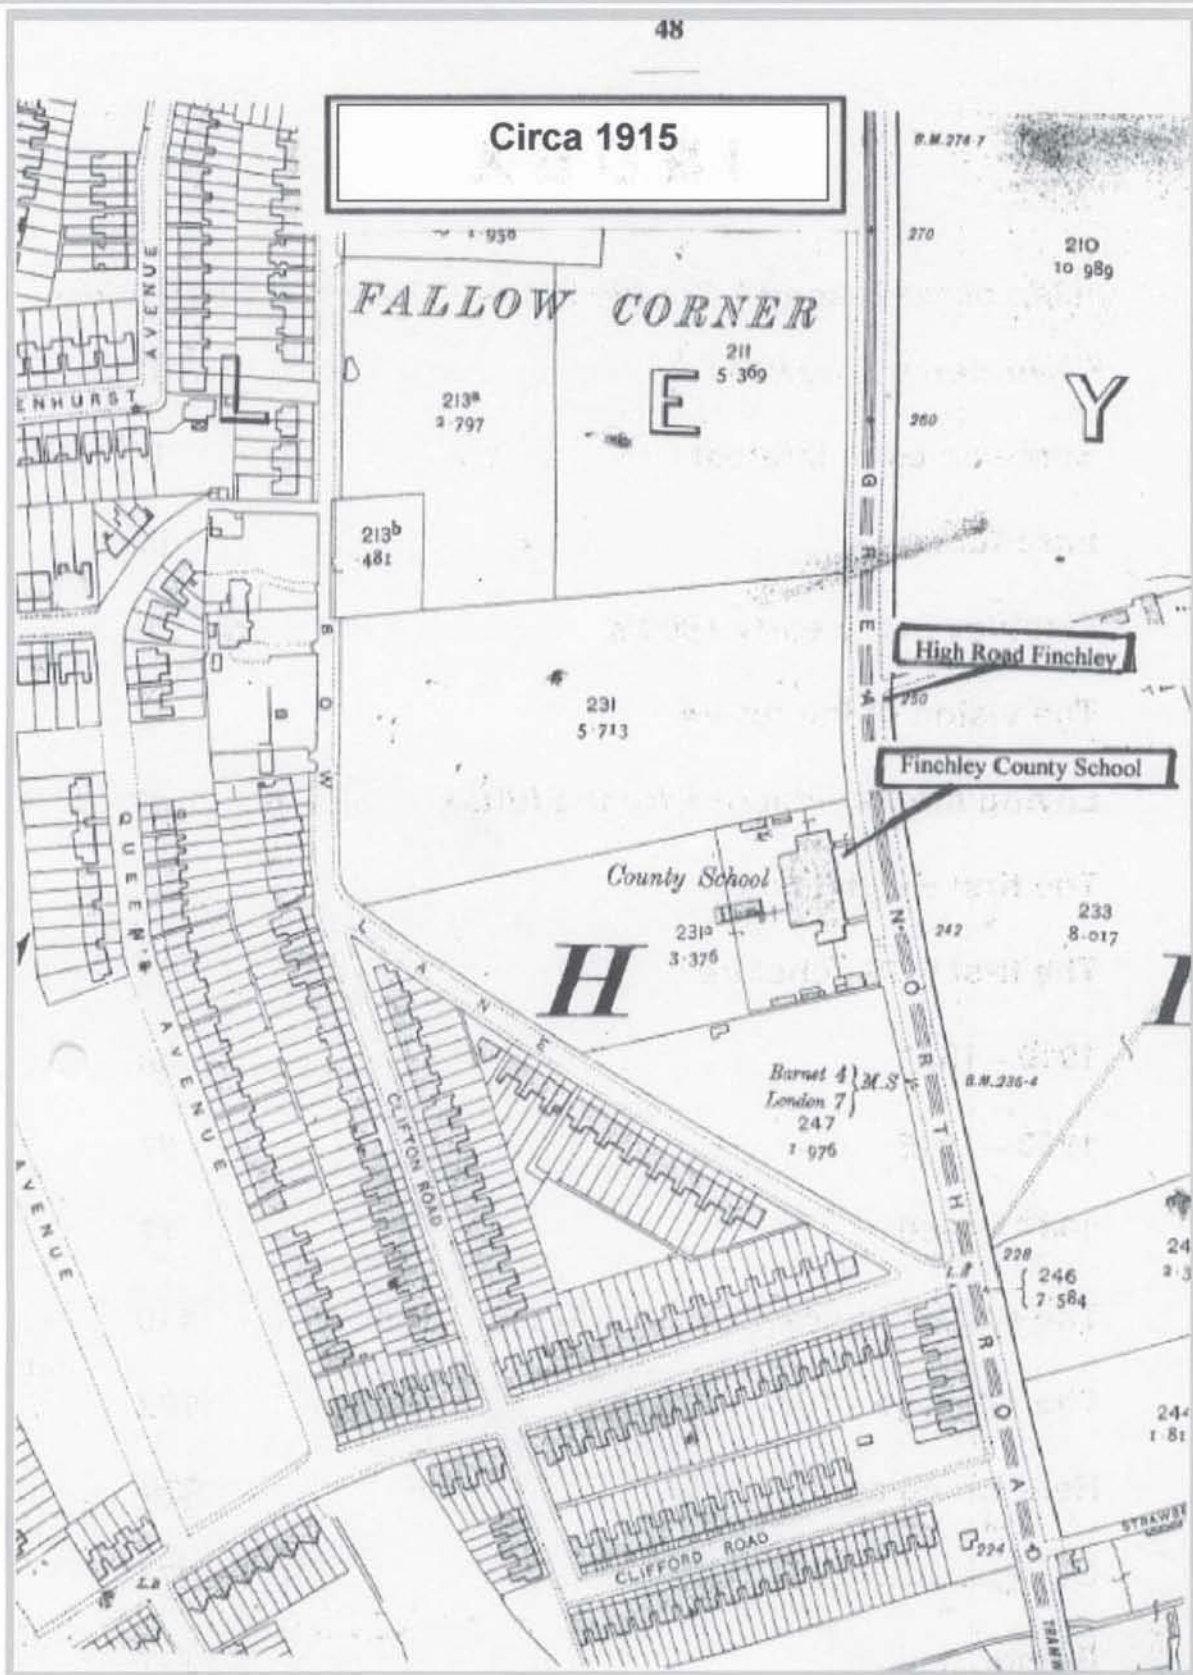 48
Circa 1915
B.M. 274·7
270
210
10·989
FALLOW CORNER
AVENUE
211
5·369
E
Y
213a
2·797
L
260
213b
·481
GREAT NORTH ROAD
BOW LANE
High Road Finchley
250
231
5·713
B
Finchley County School
County School
QUEEN'S AVENUE
231a
3·376
H
242
233
8·017
I
Barnet 4 } M.S
London 7
247
1·976
B.M. 236·4
CLIFTON ROAD
AVENUE
228
L.B
246
7·584
CLIFFORD ROAD
224
L.B